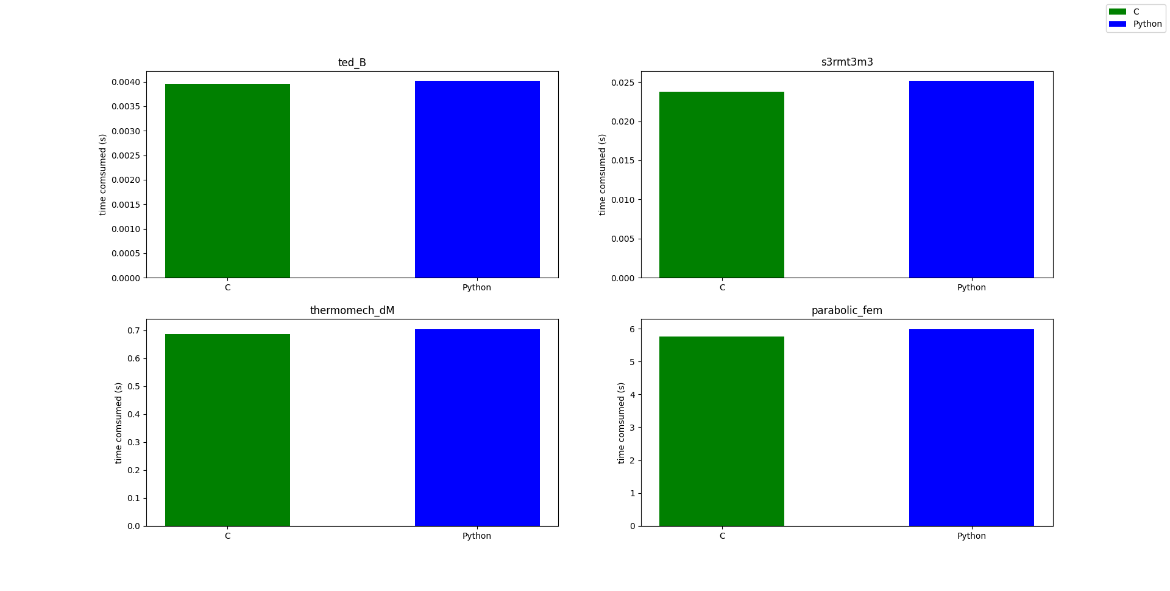 C
Python
ted_B
time comsumed (s)
0.0040
0.0035
0.0030
0.0025
0.0020
0.0015
0.0010
0.0005
0.0000
C Python
s3rmt3m3
time comsumed (s)
0.025
0.020
0.015
0.010
0.005
0.000
C Python
thermomech_dM
time comsumed (s)
0.7
0.6
0.5
0.4
0.3
0.2
0.1
0.0
C Python
parabolic_fem
time comsumed (s)
6
5
4
3
2
1
0
C Python